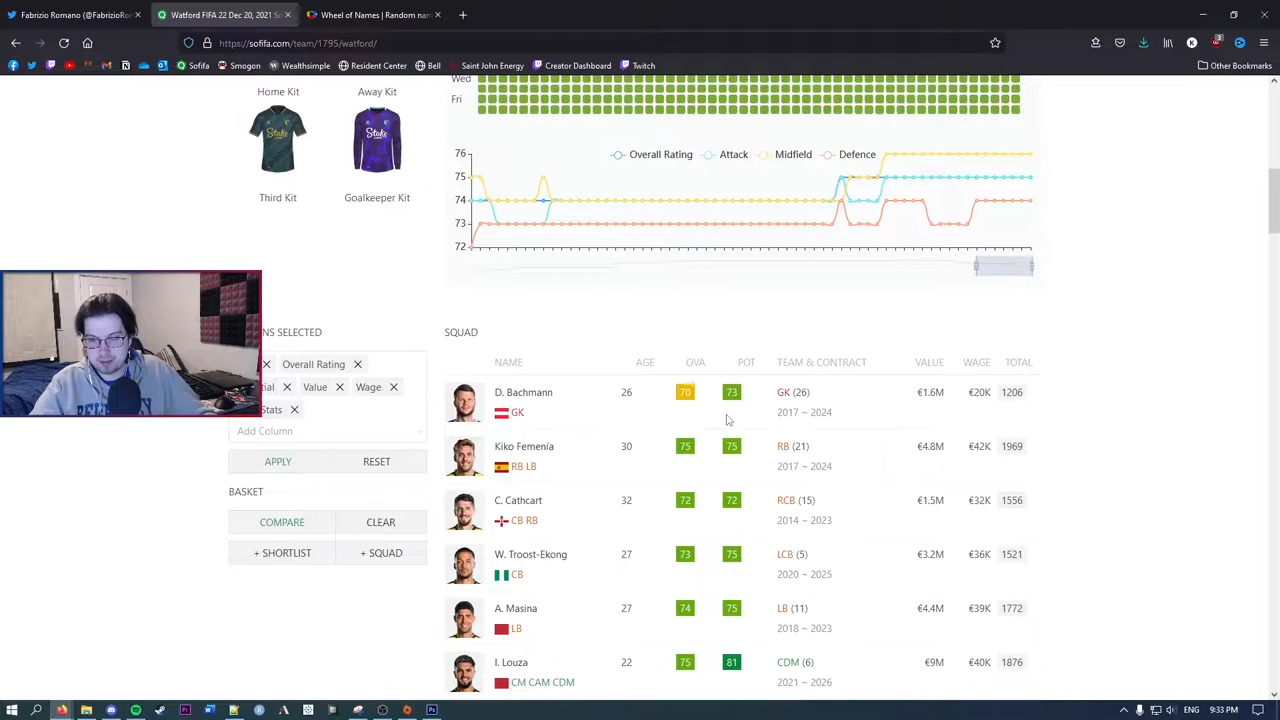 Twitter @FabrizioRo
Watford FIFA 22 Dec 20, 2021 Sel
Wheel of Names | Random nam
https://sofifa.com/team/1795/watford/
Sofifa
Smogon
Wealthsimple
Resident Center
Bell
Saint John Energy
Creator Dashboard
Twitch
Other Bookmarks
Home Kit
Away Kit
Stake
Stake
Third Kit
Goalkeeper Kit
Wed
Fri
Overall Rating
Attack
Midfield
Defence
76
75
74
73
72
NS SELECTED
Overall Rating
tial
Value
Wage
Stats
Add Column
APPLY
RESET
BASKET
COMPARE
CLEAR
+ SHORTLIST
+ SQUAD
SQUAD
NAME AGE OVA POT TEAM & CONTRACT VALUE WAGE TOTAL
D. Bachmann 26 70 73 GK (26) €1.6M €20K 1206
GK 2017 ~ 2024
Kiko Femenía 30 75 75 RB (21) €4.8M €42K 1969
RB LB 2017 ~ 2024
C. Cathcart 32 72 72 RCB (15) €1.5M €32K 1556
CB RB 2014 ~ 2023
W. Troost-Ekong 27 73 75 LCB (5) €3.2M €36K 1521
CB 2020 ~ 2025
A. Masina 27 74 75 LB (11) €4.4M €39K 1772
LB 2018 ~ 2023
I. Louza 22 75 81 CDM (6) €9M €40K 1876
CM CAM CDM 2021 ~ 2026
9:33 PM